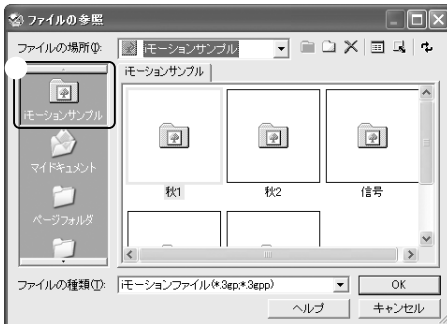 ファイルの参照
ファイルの場所(I):
iモーションサンプル
iモーションサンプル
iモーションサンプル
マイドキュメント
ページフォルダ
秋1
秋2
信号
ファイルの種類(T):
iモーションファイル(*.3gp;*.3gpp)
OK
ヘルプ
キャンセル